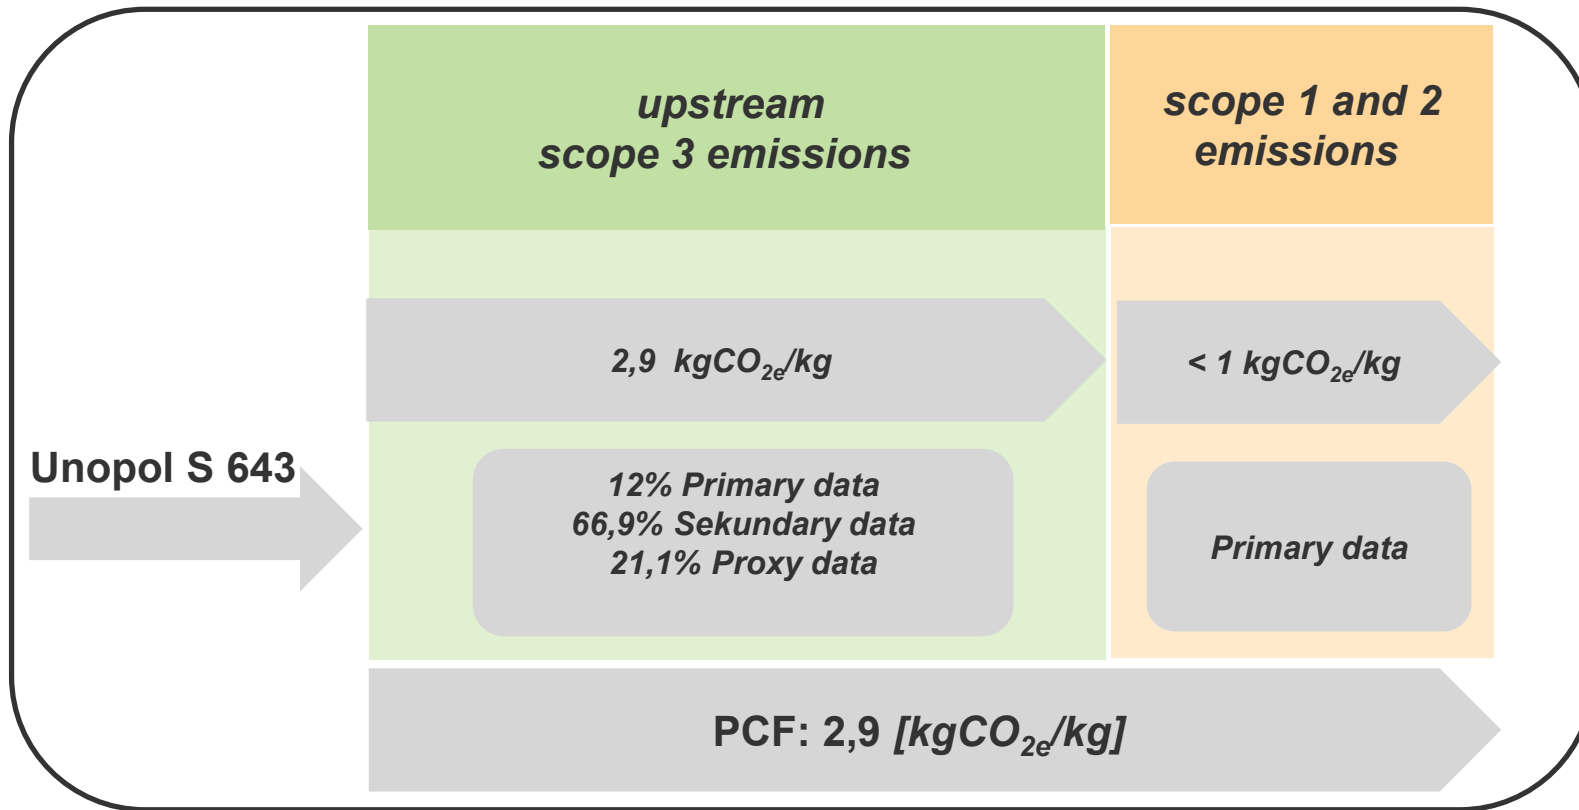 upstream
scope 3 emissions
scope 1 and 2
emissions
2,9 kgCO2e/kg
< 1 kgCO2e/kg
Unopol S 643
12% Primary data
66,9% Sekundary data
21,1% Proxy data
Primary data
PCF: 2,9 [kgCO2e/kg]